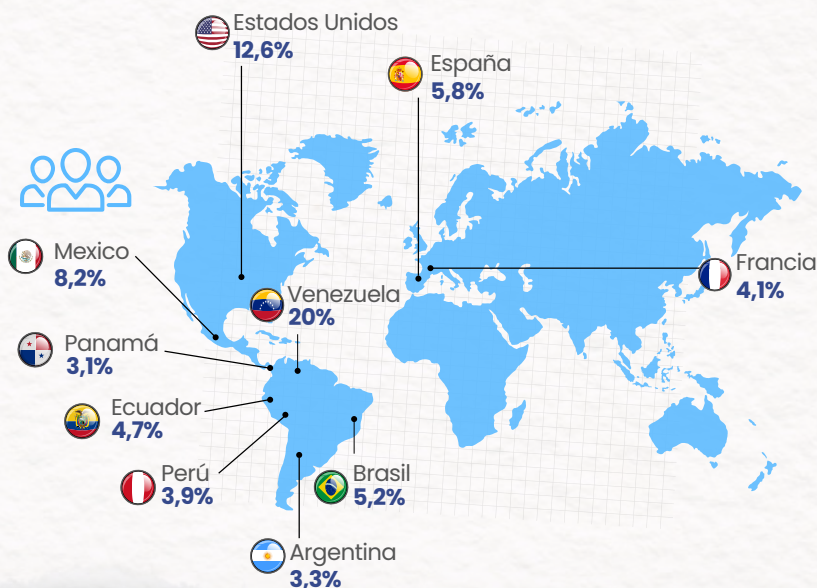 Estados Unidos
12,6%
España
5,8%
Mexico
8,2%
Francia
4,1%
Venezuela
20%
Panamá
3,1%
Ecuador
4,7%
Perú
3,9%
Brasil
5,2%
Argentina
3,3%